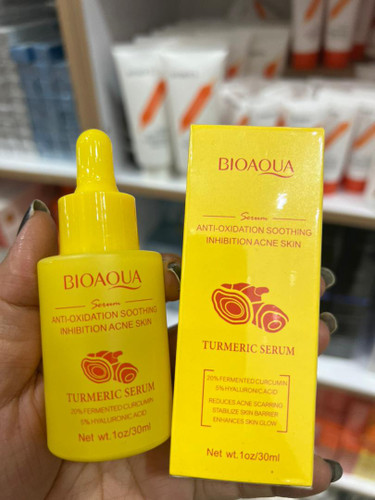 BIOAQUA
Serum
ANTI-OXIDATION SOOTHING
INHIBITION ACNE SKIN
TURMERIC SERUM
20% FERMENTED CURCUMIN
5% HYALURONIC ACID
Net wt.1oz/30ml
BIOAQUA
Serum
ANTI-OXIDATION SOOTHING
INHIBITION ACNE SKIN
TURMERIC SERUM
20% FERMENTED CURCUMIN
5% HYALURONIC ACID
REDUCES ACNE SCARRING
STABILIZE SKIN BARRIER
ENHANCES SKIN GLOW
Net wt.1oz/30ml